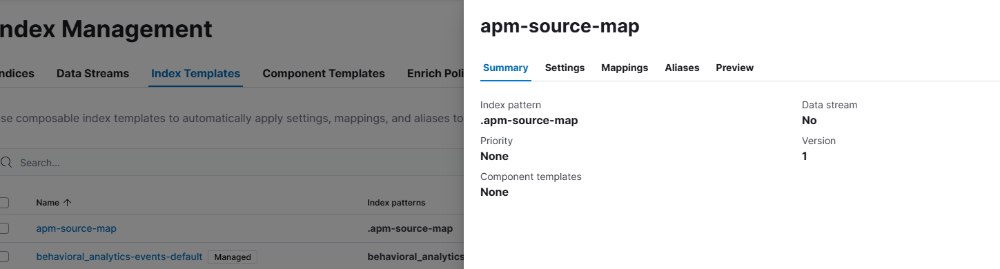 ndex Management
ndices Data Streams Index Templates Component Templates Enrich Poli
se composable index templates to automatically apply settings, mappings, and aliases to
Search...
Name Index patterns
apm-source-map .apm-source-map
behavioral_analytics-events-default Managed behavioral_analytics
apm-source-map
Summary Settings Mappings Aliases Preview
Index pattern Data stream
.apm-source-map No
Priority Version
None 1
Component templates
None